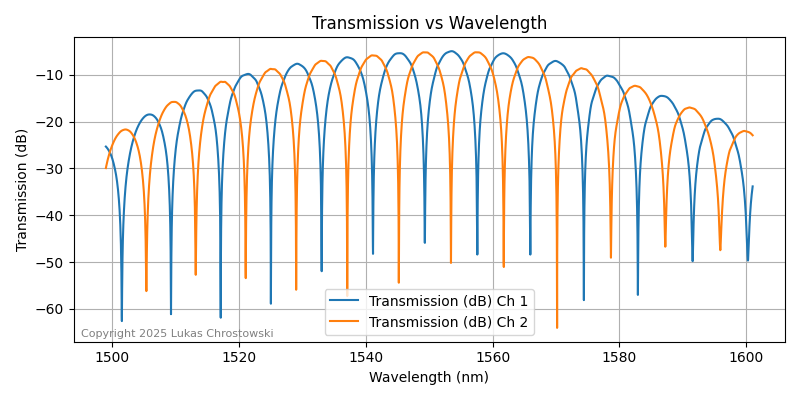 Transmission vs Wavelength
Transmission (dB)
−10
−20
−30
−40
−50
−60
Transmission (dB) Ch 1
Transmission (dB) Ch 2
Copyright 2025 Lukas Chrostowski
1500 1520 1540 1560 1580 1600
Wavelength (nm)